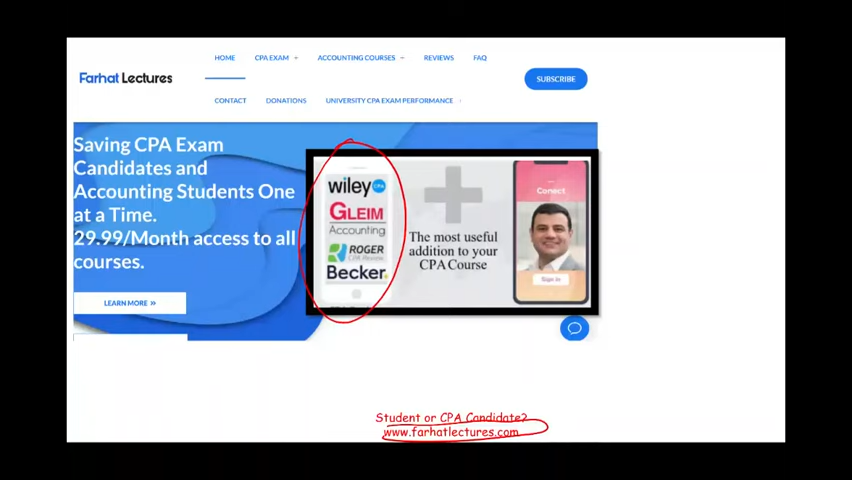 HOME
CPA EXAM
ACCOUNTING COURSES
REVIEWS
FAQ
Farhat Lectures
SUBSCRIBE
CONTACT
DONATIONS
UNIVERSITY CPA EXAM PERFORMANCE
Saving CPA Exam
Candidates and
Accounting Students One
at a Time.
29.99/Month access to all
courses.
LEARN MORE »
wiley CPA
GLEIM
Accounting
ROGER
CPA Review
Becker.
The most useful
addition to your
CPA Course
Conect
Sign in
Student or CPA Candidate?
www.farhatlectures.com